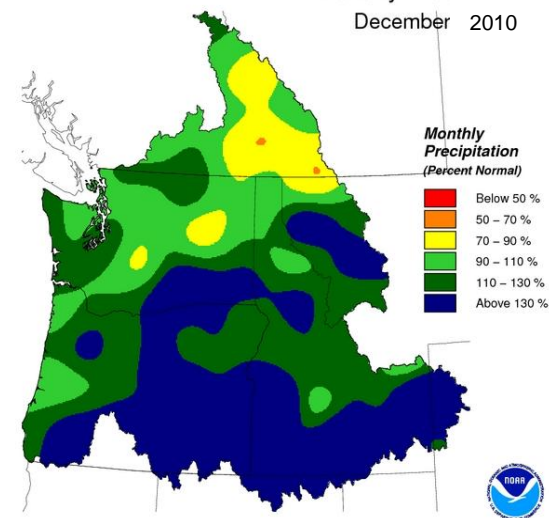 December 2010
Monthly
Precipitation
(Percent Normal)
Below 50 %
50 – 70 %
70 – 90 %
90 – 110 %
110 – 130 %
Above 130 %
NOAA